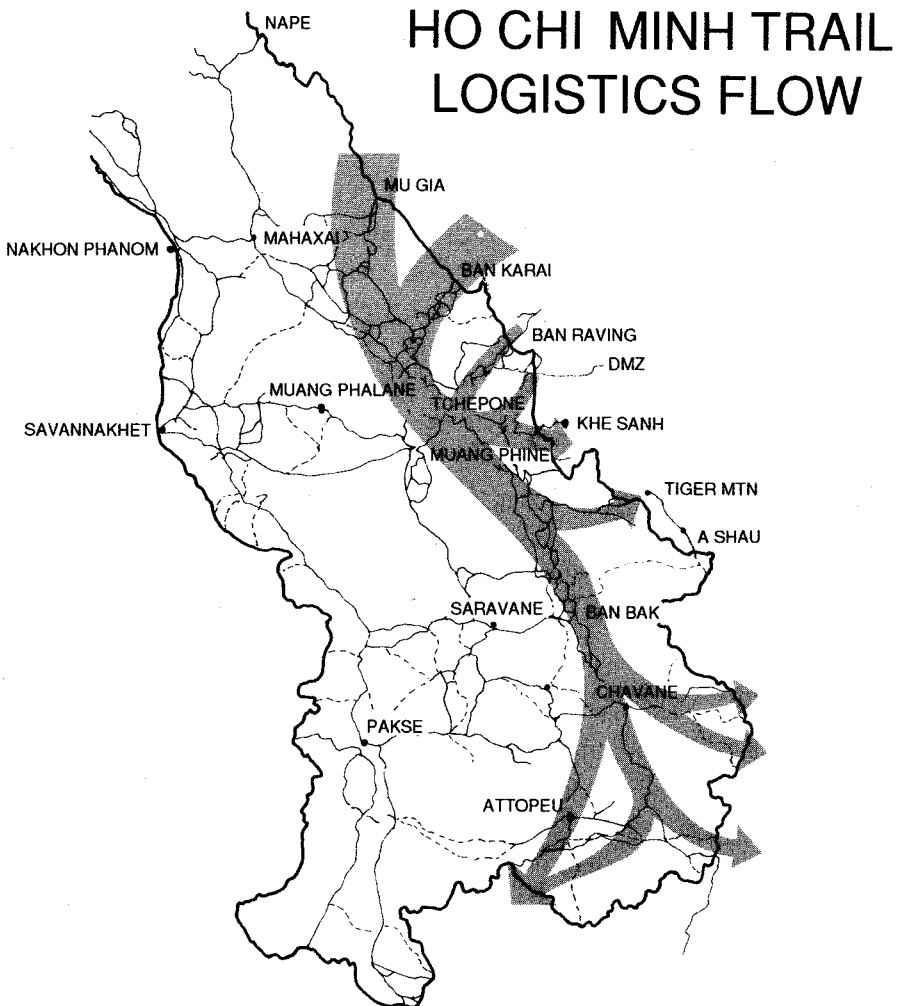 HO CHI MINH TRAIL
LOGISTICS FLOW
NAPE
MU GIA
MAHAXAI
NAKHON PHANOM
BAN KARAI
BAN RAVING
DMZ
MUANG PHALANE
TCHEPONE
KHE SANH
SAVANNAKHET
MUANG PHINE
TIGER MTN
A SHAU
SARAVANE
BAN BAK
CHAVANE
PAKSE
ATTOPEU